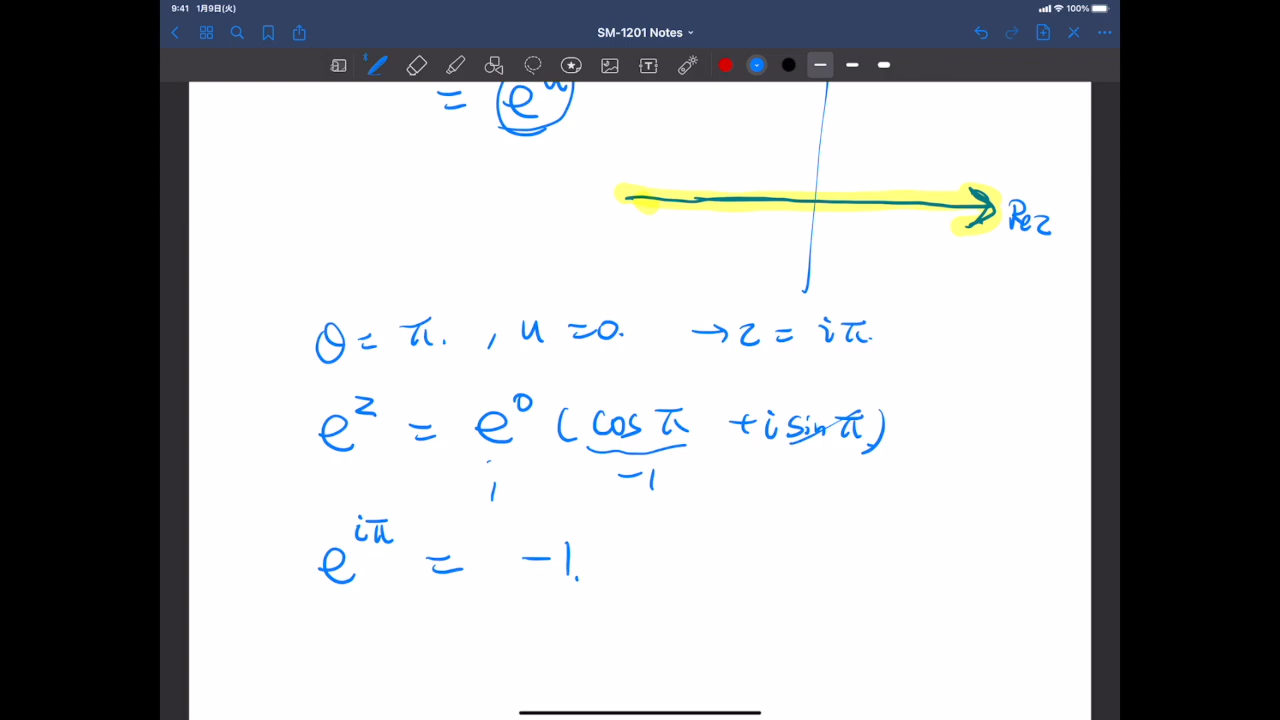 9:41 1月9日(火) 100%
SM-1201 Notes
= e^u
Re z
θ = π. , u = 0. → z = iπ.
e^z = e^0 (cos π + i sin π)
1 -1
e^{iπ} = -1.